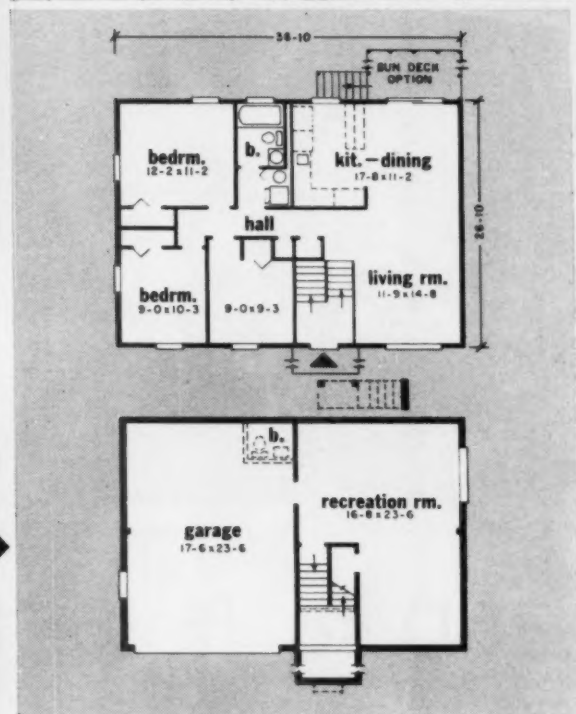 38-10
SUN DECK
OPTION
bedrm.
12-2 x 11-2
b.
kit.–dining
17-8 x 11-2
26-10
hall
bedrm.
9-0 x 10-3
9-0 x 9-3
living rm.
11-9 x 14-8
b.
garage
17-6 x 23-6
recreation rm.
16-8 x 23-6